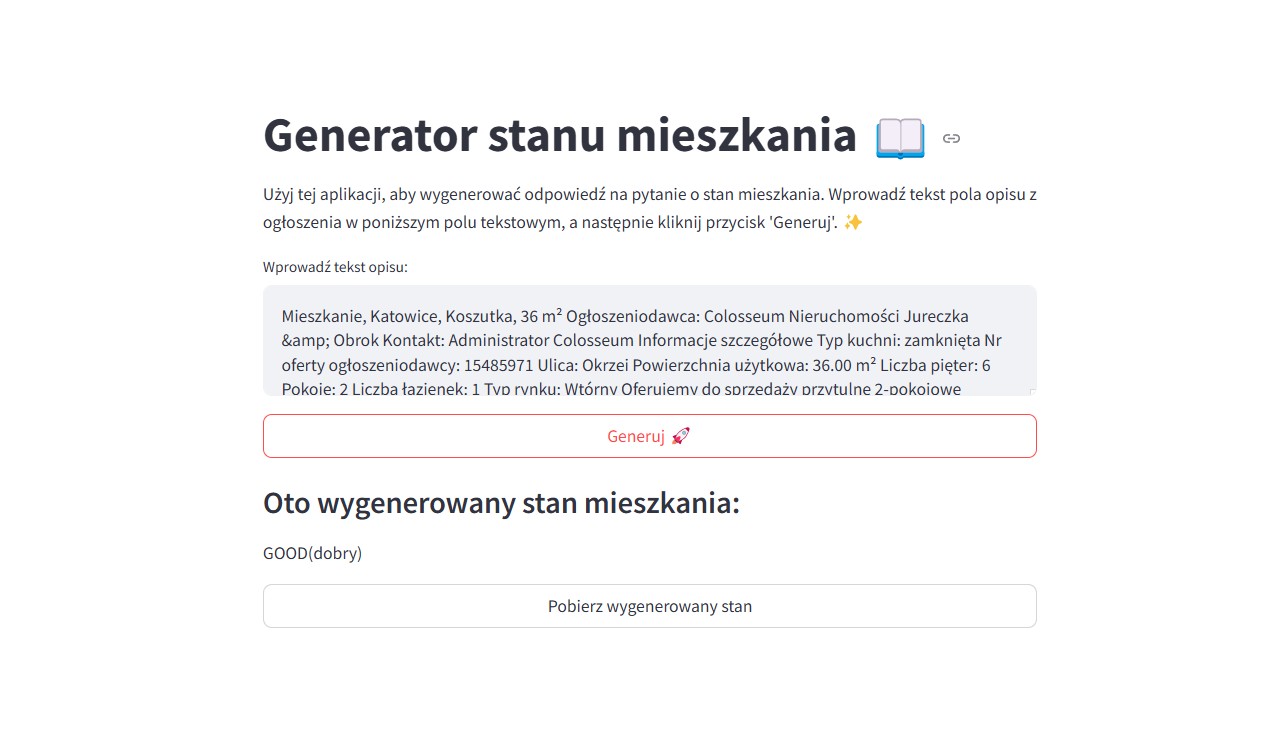 Generator stanu mieszkania 📖
Użyj tej aplikacji, aby wygenerować odpowiedź na pytanie o stan mieszkania. Wprowadź tekst pola opisu z
ogłoszenia w poniższym polu tekstowym, a następnie kliknij przycisk 'Generuj'. ✨
Wprowadź tekst opisu:
Mieszkanie, Katowice, Koszutka, 36 m² Ogłoszeniodawca: Colosseum Nieruchomości Jureczka
&amp; Obrok Kontakt: Administrator Colosseum Informacje szczegółowe Typ kuchni: zamknięta Nr
oferty ogłoszeniodawcy: 15485971 Ulica: Okrzei Powierzchnia użytkowa: 36.00 m² Liczba pięter: 6
Pokoje: 2 Liczba łazienek: 1 Typ rynku: Wtórny Oferujemy do sprzedaży przytulne 2-pokojowe
Generuj 🚀
Oto wygenerowany stan mieszkania:
GOOD(dobry)
Pobierz wygenerowany stan